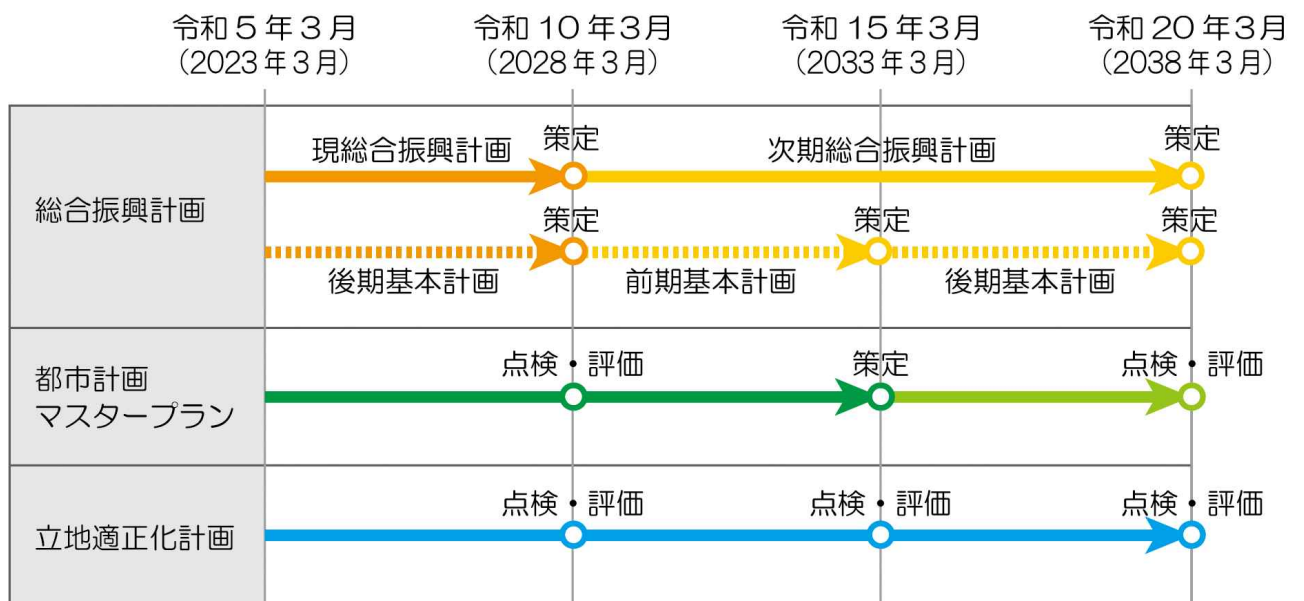 令和5年3月 令和10年3月 令和15年3月 令和20年3月
(2023年3月) (2028年3月) (2033年3月) (2038年3月)
総合振興計画
現総合振興計画 策定 次期総合振興計画 策定
策定 策定 策定
後期基本計画 前期基本計画 後期基本計画
都市計画
マスタープラン
点検・評価 策定 点検・評価
立地適正化計画
点検・評価 点検・評価 点検・評価